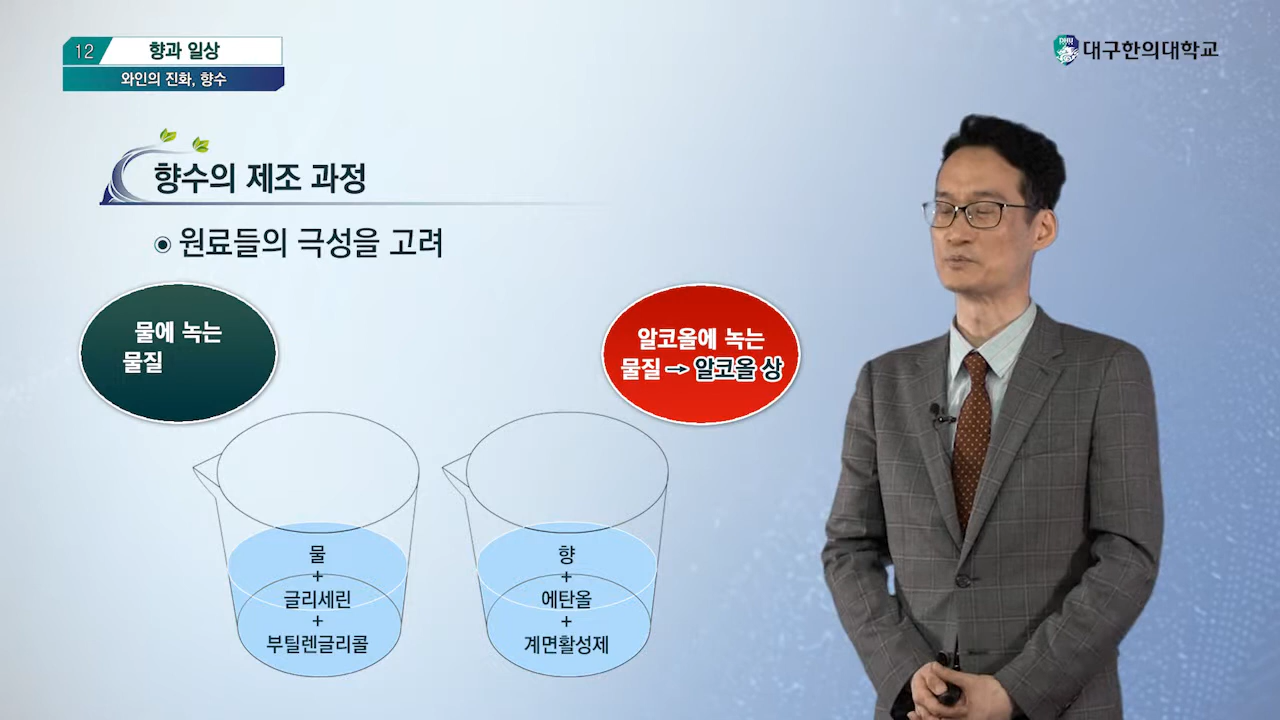 12
향과 일상
와인의 진화, 향수
대구한의대학교
향수의 제조 과정
원료들의 극성을 고려
물에 녹는
물질
알코올에 녹는
물질 → 알코올 상
물
+
글리세린
+
부틸렌글리콜
향
+
에탄올
+
계면활성제